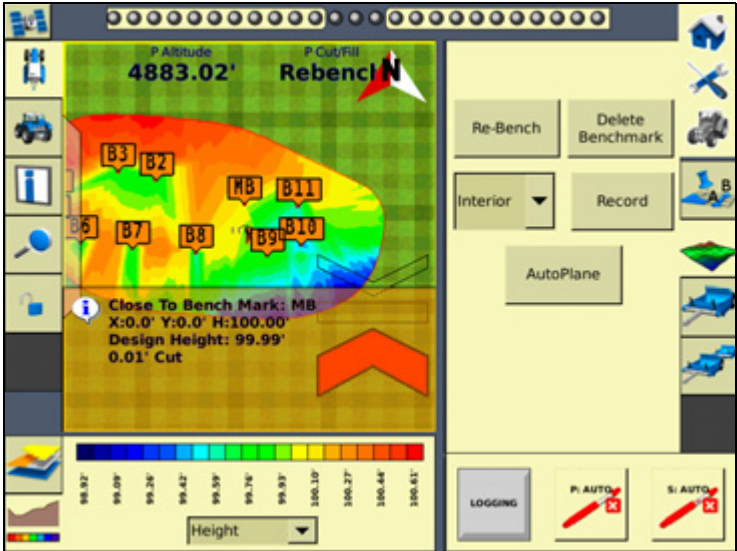 P Altitude
4883.02'
P Cut/Fill
Rebencl
N
B3
B2
MB
B11
B6
B7
B8
B9
B10
Close To Bench Mark: MB
X:0.0' Y:0.0' H:100.00'
Design Height: 99.99'
0.01' Cut
98.92'
99.09'
99.26'
99.42'
99.59'
99.76'
99.93'
100.10'
100.27'
100.44'
100.61'
Height
Re-Bench
Delete
Benchmark
Interior
Record
AutoPlane
LOGGING
P: AUTO
S: AUTO
A B
i